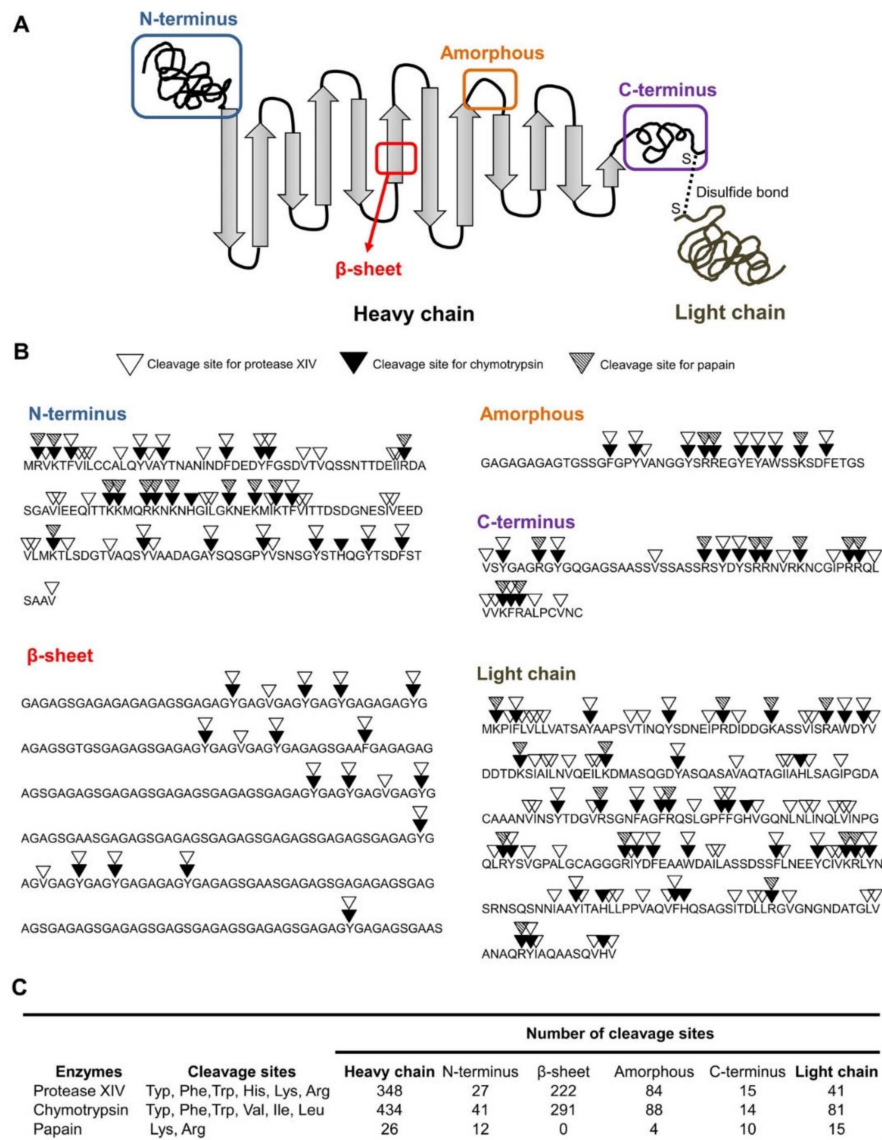 A
N-terminus
Amorphous
C-terminus
S
Disulfide bond
S
β-sheet
Heavy chain
Light chain
B
Cleavage site for protease XIV Cleavage site for chymotrypsin Cleavage site for papain
N-terminus
MRVKTFVILCCALQYVAYTNANINDFDEDYFGSDVTVQSSNTTDEIIRDA
SGAVIEEQITTKKMQRKNKNHGILGKNEKMIKTFVITTDSDGNESIVEED
VLMKTLSDGTVAQSYVAADAGAYSQSGPYVSNSGYSTHQGYTSDFST
SAAV
β-sheet
GAGAGSGAGAGAGAGAGSGAGAGYGAGVGAGYGAGYGAGAGAGYG
AGAGSGTGSGAGAGSGAGAGYGAGVGAGYGAGAGSGAAFGAGAGAG
AGSGAGAGSGAGAGSGAGAGSGAGAGSGAGAGYGAGYGAGVGAGYG
AGAGSGAASGAGAGSGAGAGSGAGAGSGAGAGSGAGAGSGAGAGYG
AGVGAGYGAGYGAGAGAGYGAGAGSGAASGAGAGSGAGAGAGSGAG
AGSGAGAGSGAGAGSGAGSGAGAGSGAGAGSGAGAGYGAGAGSGAAS
Amorphous
GAGAGAGAGTGSSGFGPYVANGGYSRREGYEYAWSSKSDFETGS
C-terminus
VSYGAGRGYGQGAGSAASSVSSASSRSYDYSRRNVRKNCGIPRRQL
VVKFRALPCVNC
Light chain
MKPIFLVLLVATSAYAAPSVTINQYSDNEIPRDIDDGKASSVISRAWDYV
DDTDKSIAILNVQEILKDMASQGDYASQASAVAQTAGIIAHLSAGIPGDA
CAAANVINSYTDGVRSGNFAGFRQSLGPFFGHVGQNLNLINQLVINPG
QLRYSVGPALGCAGGGRIYDFEAAWDAILASSDSSFLNEEYCIVKRLYN
SRNSQSNNIAAYITAHLLPPVAQVFHQSAGSITDLLRGVGNGNDATGLV
ANAQRYIAQAASQVHV
C
Number of cleavage sites
Enzymes Cleavage sites Heavy chain N-terminus β-sheet Amorphous C-terminus Light chain
Protease XIV Typ, Phe,Trp, His, Lys, Arg 348 27 222 84 15 41
Chymotrypsin Typ, Phe,Trp, Val, Ile, Leu 434 41 291 88 14 81
Papain Lys, Arg 26 12 0 4 10 15